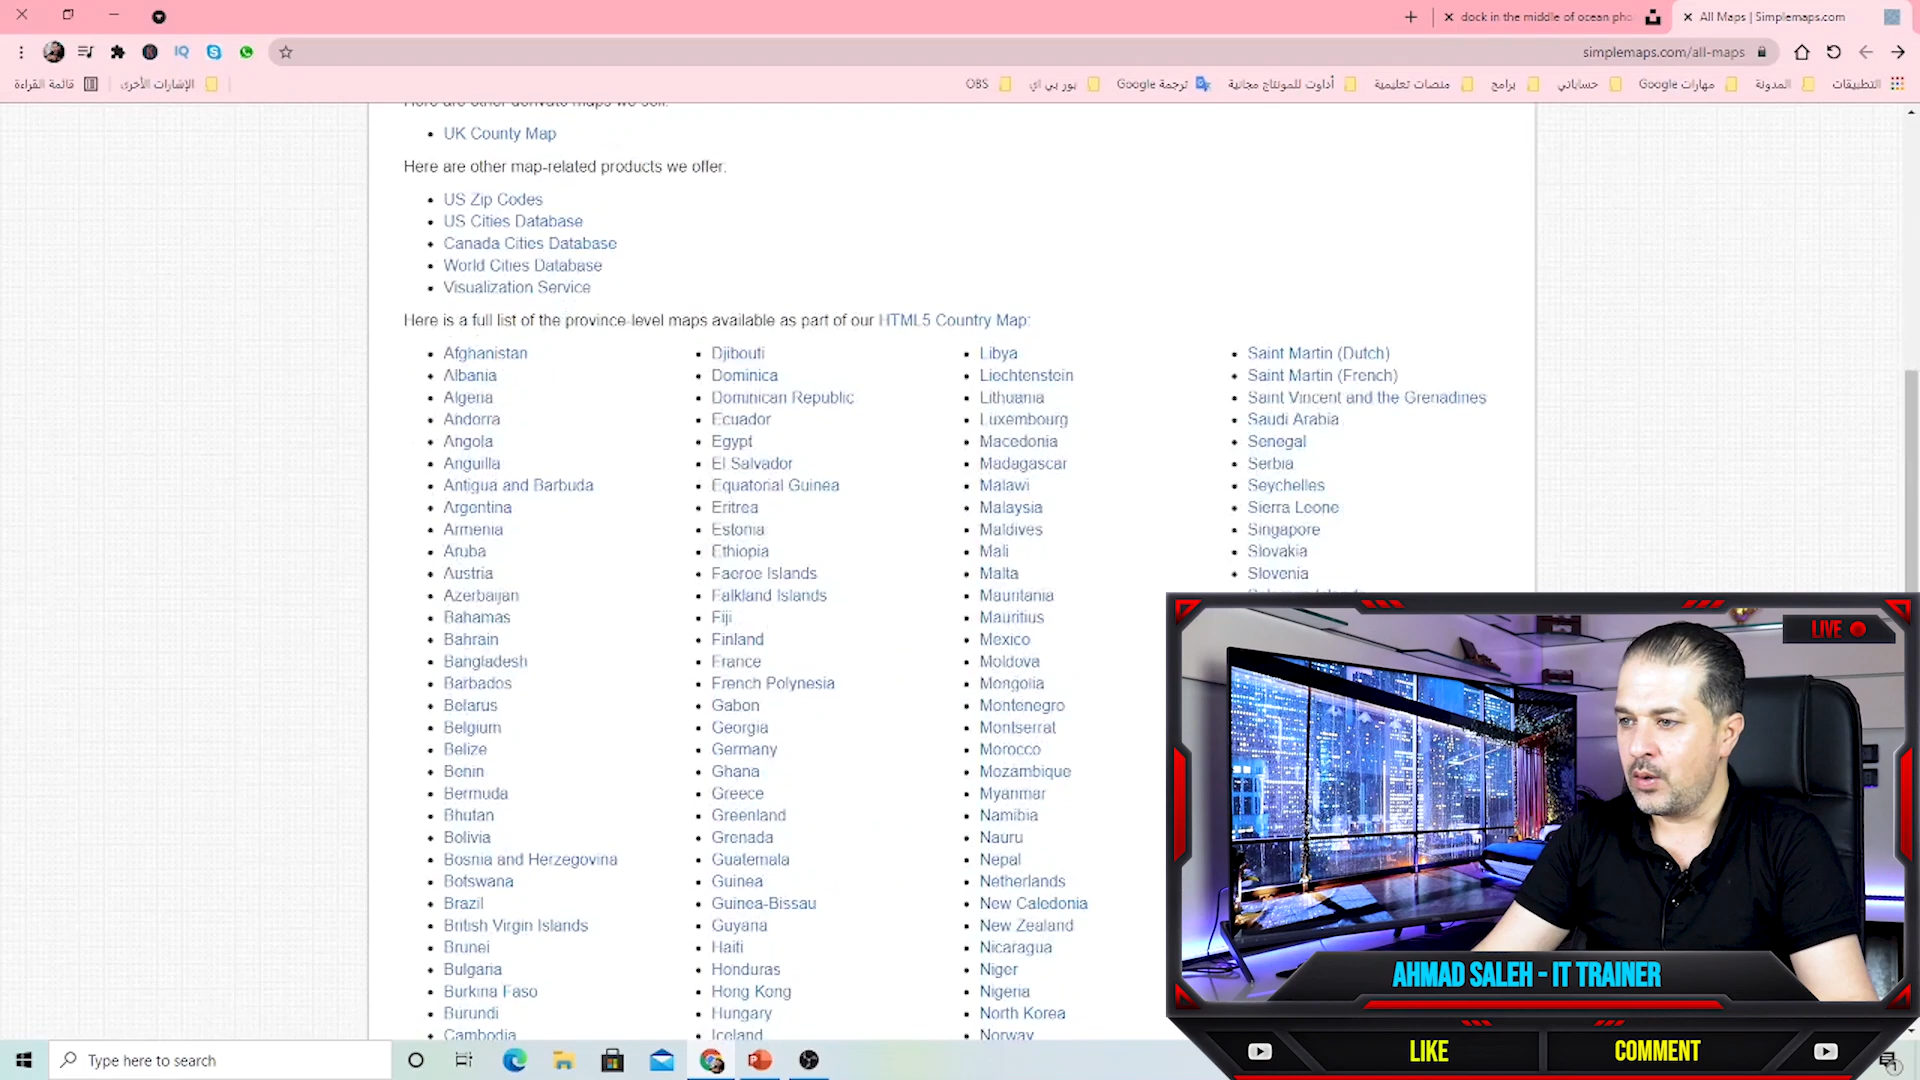 dock in the middle of ocean pho
All Maps | Simplemaps.com
simplemaps.com/all-maps
التطبيقات
المدونة
مهارات Google
حساباتي
برامج
منصات تعليمية
أداوت للمونتاج مجانية
ترجمة Google
بور بي اي
OBS
الإشارات الأخرى
قائمة القراءة
Here are other derivate maps we sell:
UK County Map
Here are other map-related products we offer:
US Zip Codes
US Cities Database
Canada Cities Database
World Cities Database
Visualization Service
Here is a full list of the province-level maps available as part of our HTML5 Country Map:
Afghanistan
Albania
Algeria
Andorra
Angola
Anguilla
Antigua and Barbuda
Argentina
Armenia
Aruba
Austria
Azerbaijan
Bahamas
Bahrain
Bangladesh
Barbados
Belarus
Belgium
Belize
Benin
Bermuda
Bhutan
Bolivia
Bosnia and Herzegovina
Botswana
Brazil
British Virgin Islands
Brunei
Bulgaria
Burkina Faso
Burundi
Cambodia
Djibouti
Dominica
Dominican Republic
Ecuador
Egypt
El Salvador
Equatorial Guinea
Eritrea
Estonia
Ethiopia
Faeroe Islands
Falkland Islands
Fiji
Finland
France
French Polynesia
Gabon
Georgia
Germany
Ghana
Greece
Greenland
Grenada
Guatemala
Guinea
Guinea-Bissau
Guyana
Haiti
Honduras
Hong Kong
Hungary
Iceland
Libya
Liechtenstein
Lithuania
Luxembourg
Macedonia
Madagascar
Malawi
Malaysia
Maldives
Mali
Malta
Mauritania
Mauritius
Mexico
Moldova
Mongolia
Montenegro
Montserrat
Morocco
Mozambique
Myanmar
Namibia
Nauru
Nepal
Netherlands
New Caledonia
New Zealand
Nicaragua
Niger
Nigeria
North Korea
Norway
Saint Martin (Dutch)
Saint Martin (French)
Saint Vincent and the Grenadines
Saudi Arabia
Senegal
Serbia
Seychelles
Sierra Leone
Singapore
Slovakia
Slovenia
LIVE
AHMAD SALEH - IT TRAINER
LIKE
COMMENT
Type here to search